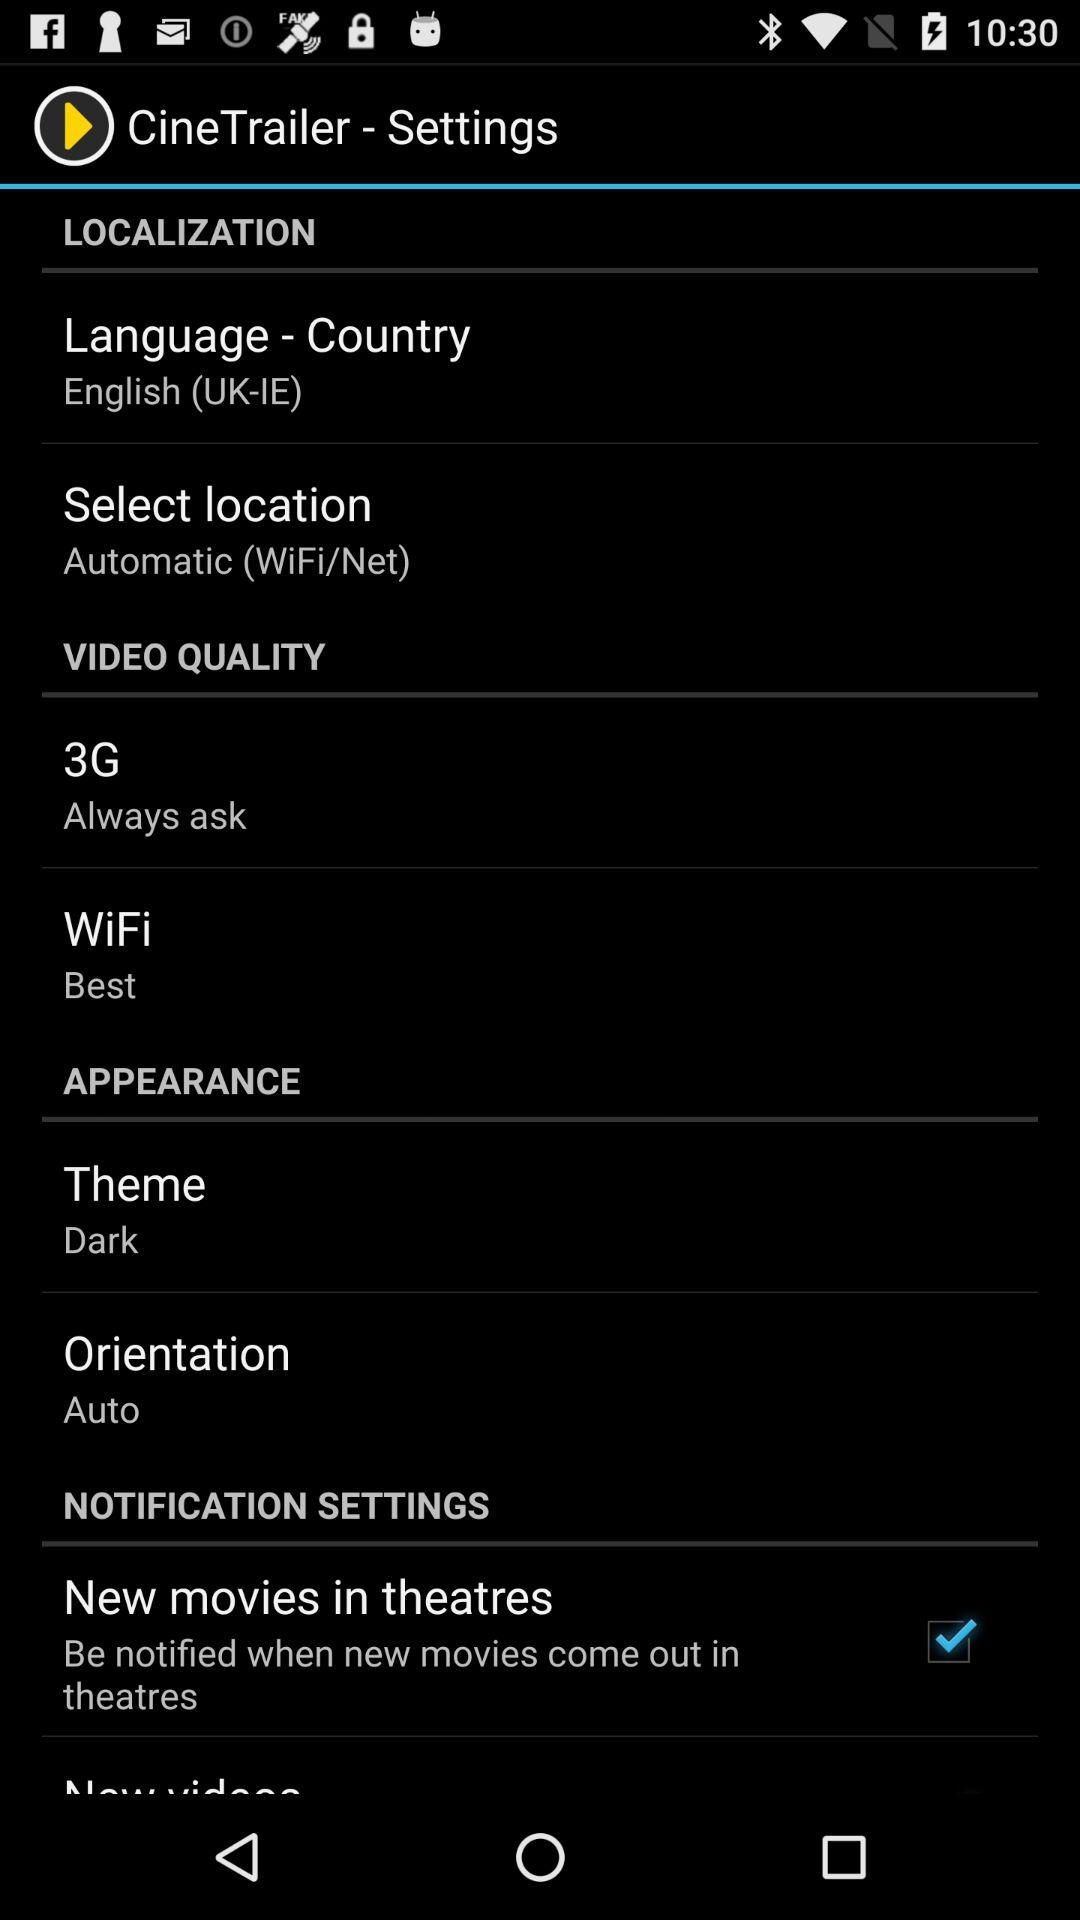 FAKE
10:30
CineTrailer - Settings
LOCALIZATION
Language - Country
English (UK-IE)
Select location
Automatic (WiFi/Net)
VIDEO QUALITY
3G
Always ask
WiFi
Best
APPEARANCE
Theme
Dark
Orientation
Auto
NOTIFICATION SETTINGS
New movies in theatres
Be notified when new movies come out in
theatres
New videos